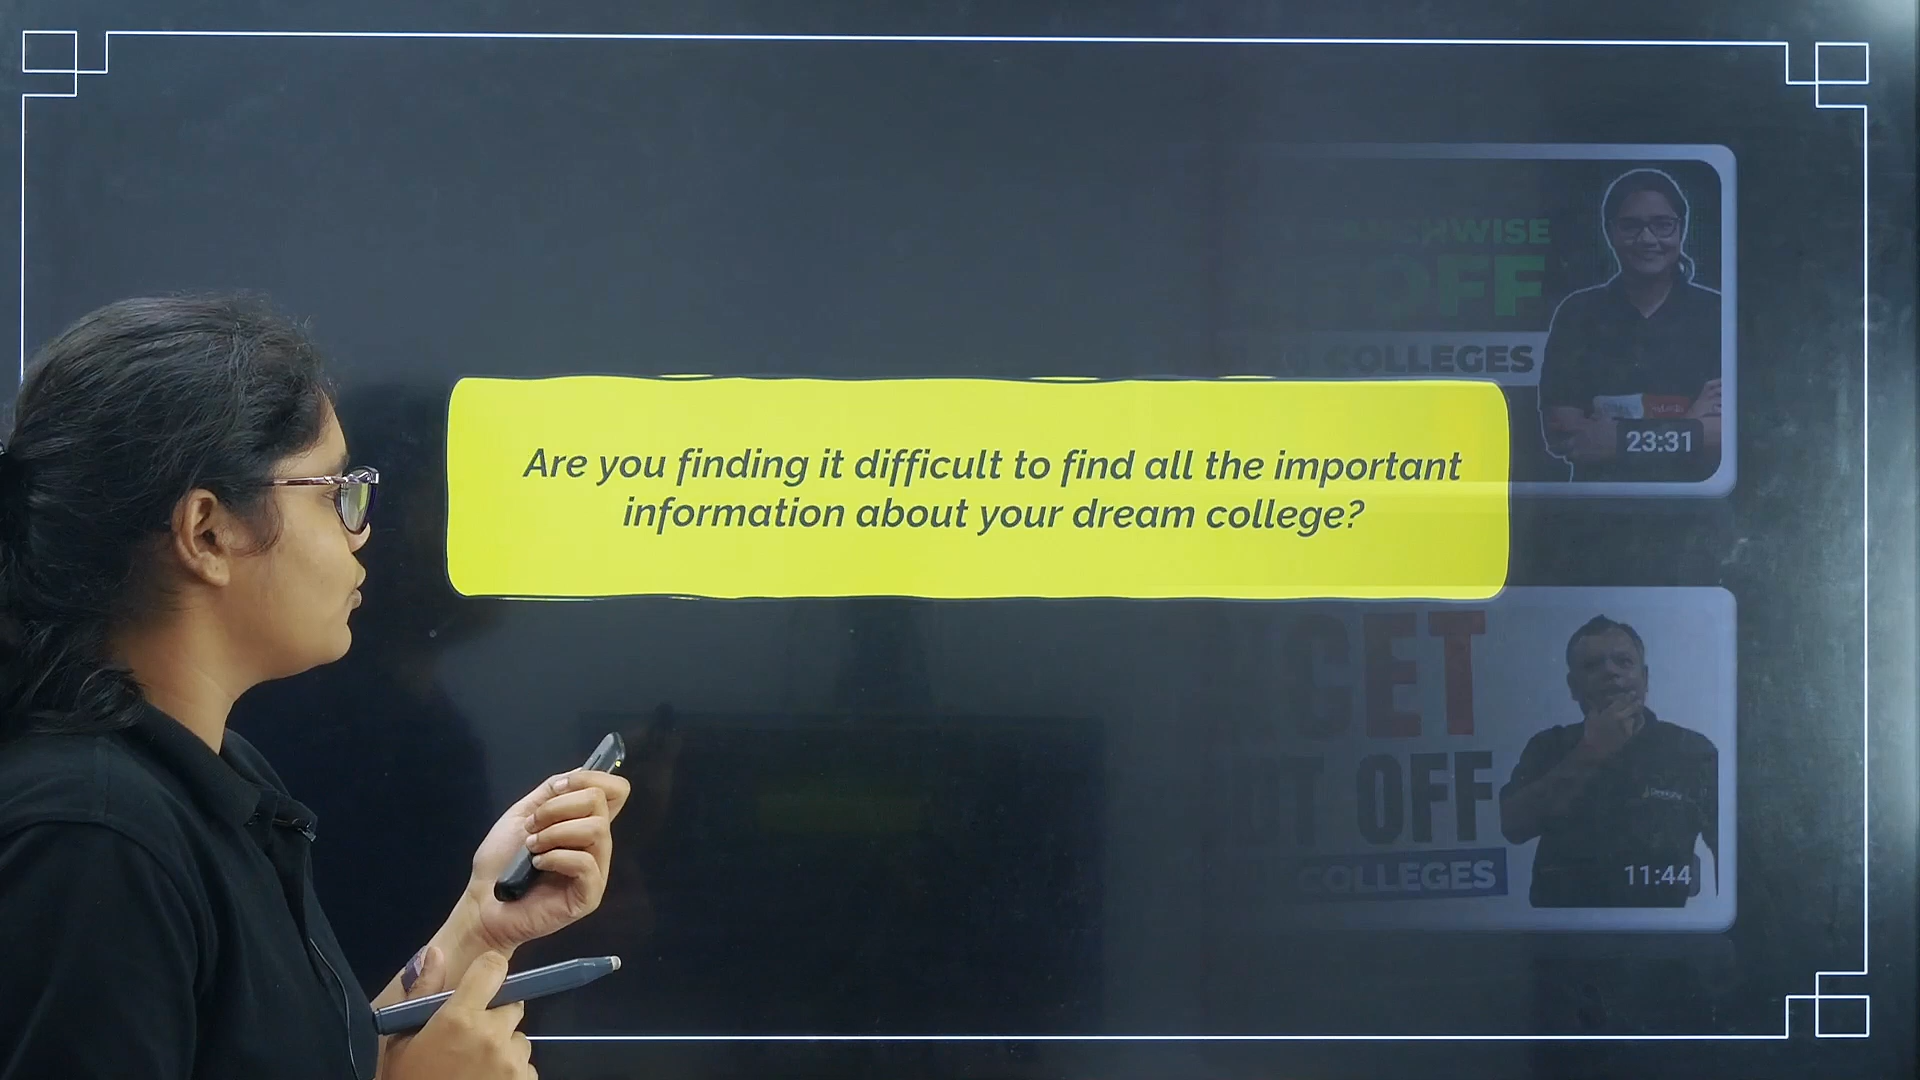 Are you finding it difficult to find all the important
information about your dream college?
OFF
COLLEGES
23:31
OFF
COLLEGES
11:44